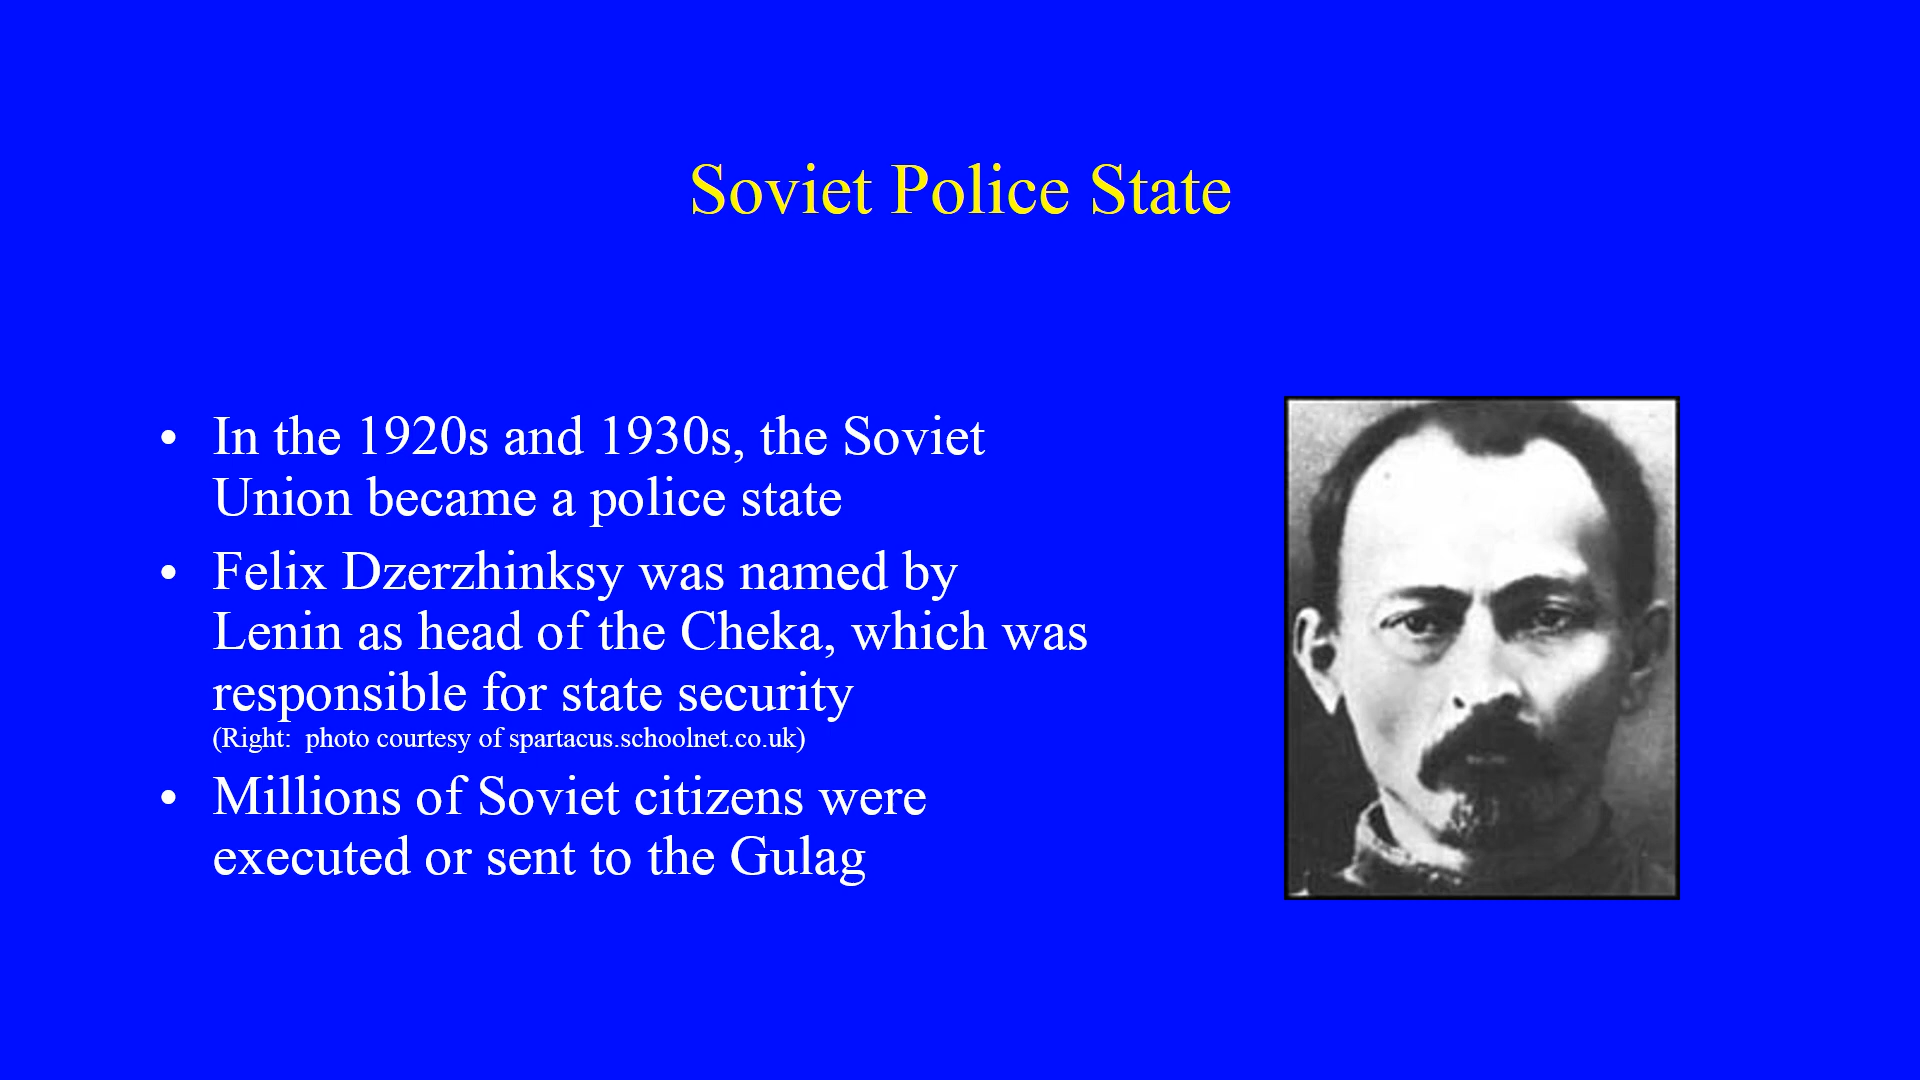 Soviet Police State
• In the 1920s and 1930s, the Soviet
Union became a police state
• Felix Dzerzhinksy was named by
Lenin as head of the Cheka, which was
responsible for state security
(Right:  photo courtesy of spartacus.schoolnet.co.uk)
• Millions of Soviet citizens were
executed or sent to the Gulag